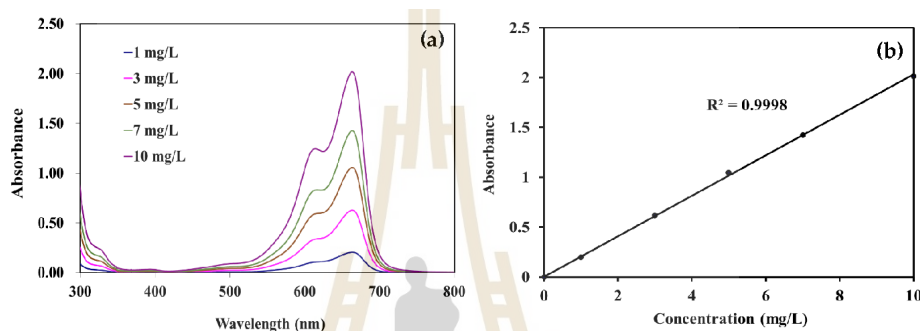 (a)
2.50
2.00
1.50
1.00
0.50
0.00
Absorbance
1 mg/L
3 mg/L
5 mg/L
7 mg/L
10 mg/L
300 400 500 600 700 800
Wavelength (nm)
(b)
2.5
2
1.5
1
0.5
0
Absorbance
R² = 0.9998
0 2 4 6 8 10
Concentration (mg/L)